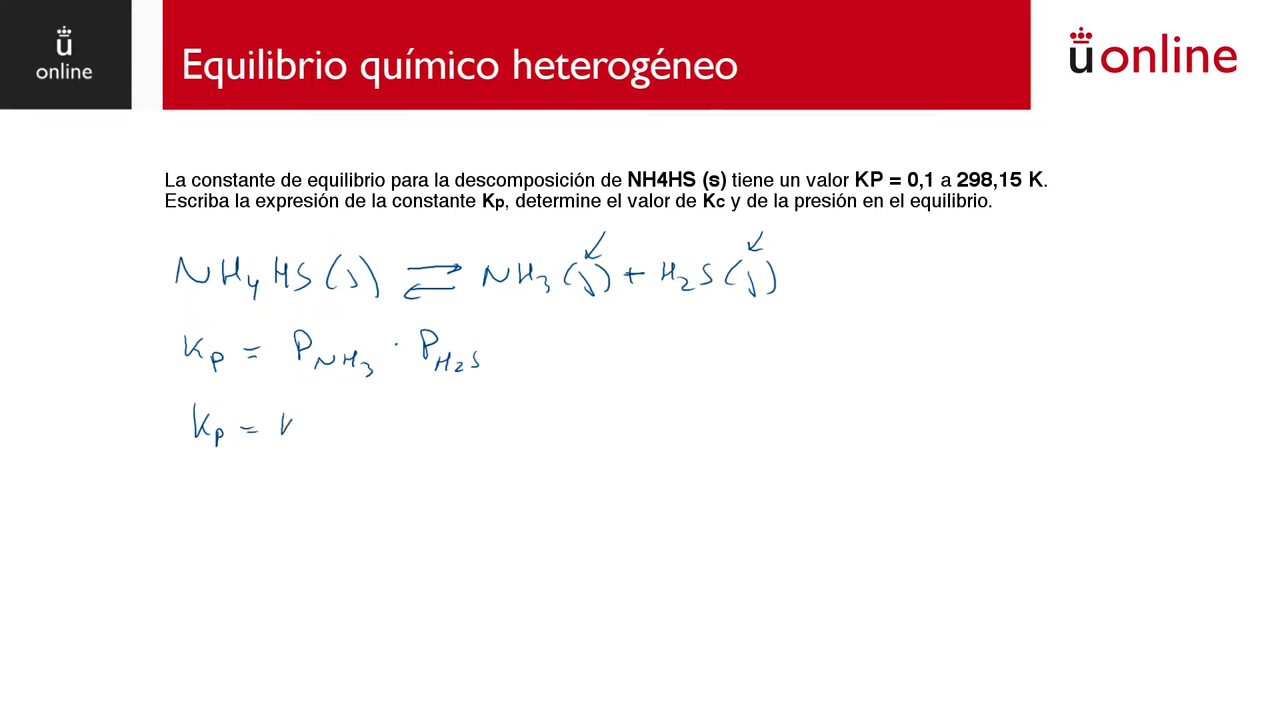 ü
online
Equilibrio químico heterogéneo
üonline
La constante de equilibrio para la descomposición de NH4HS (s) tiene un valor KP = 0,1 a 298,15 K.
Escriba la expresión de la constante Kp, determine el valor de Kc y de la presión en el equilibrio.
NH4HS(s) ⇌ NH3(g) + H2S(g)
Kp = PNH3 · PH2S
Kp =